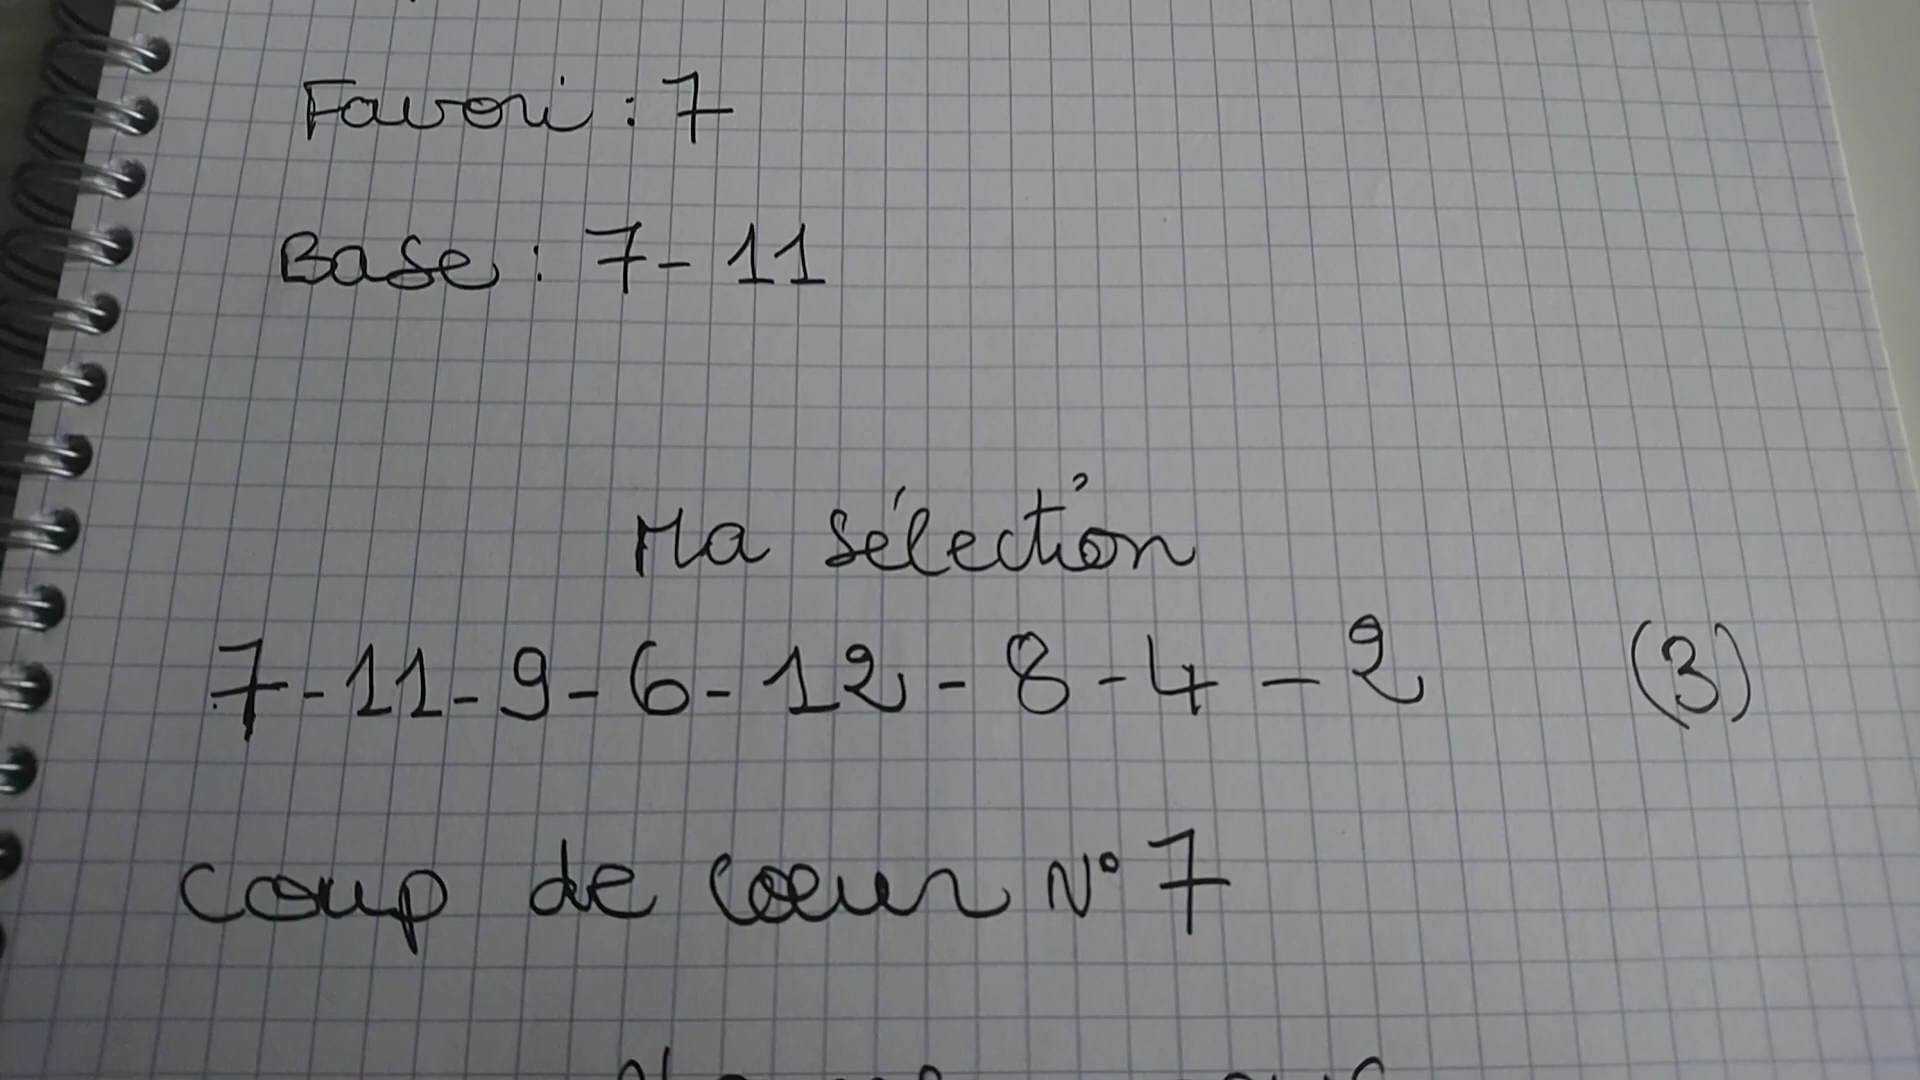 Favori : 7
Base : 7 - 11
Ma sélection
7 - 11 - 9 - 6 - 12 - 8 - 4 - 2 (3)
coup de cœur N° 7